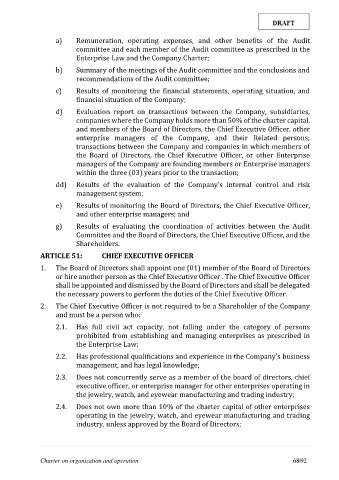 DRAFT
a) Remuneration, operating expenses, and other benefits of the Audit
committee and each member of the Audit committee as prescribed in the
Enterprise Law and the Company Charter;
b) Summary of the meetings of the Audit committee and the conclusions and
recommendations of the Audit committee;
c) Results of monitoring the financial statements, operating situation, and
financial situation of the Company;
d) Evaluation report on transactions between the Company, subsidiaries,
companies where the Company holds more than 50% of the charter capital,
and members of the Board of Directors, the Chief Executive Officer, other
enterprise managers of the Company, and their Related persons;
transactions between the Company and companies in which members of
the Board of Directors, the Chief Executive Officer, or other Enterprise
managers of the Company are founding members or Enterprise managers
within the three (03) years prior to the transaction;
dd) Results of the evaluation of the Company's internal control and risk
management system;
e) Results of monitoring the Board of Directors, the Chief Executive Officer,
and other enterprise managers; and
g) Results of evaluating the coordination of activities between the Audit
Committee and the Board of Directors, the Chief Executive Officer, and the
Shareholders.
ARTICLE 51: CHIEF EXECUTIVE OFFICER
1. The Board of Directors shall appoint one (01) member of the Board of Directors
or hire another person as the Chief Executive Officer . The Chief Executive Officer
shall be appointed and dismissed by the Board of Directors and shall be delegated
the necessary powers to perform the duties of the Chief Executive Officer.
2. The Chief Executive Officer is not required to be a Shareholder of the Company
and must be a person who:
2.1. Has full civil act capacity, not falling under the category of persons
prohibited from establishing and managing enterprises as prescribed in
the Enterprise Law;
2.2. Has professional qualifications and experience in the Company's business
management, and has legal knowledge;
2.3. Does not concurrently serve as a member of the board of directors, chief
executive officer, or enterprise manager for other enterprises operating in
the jewelry, watch, and eyewear manufacturing and trading industry;
2.4. Does not own more than 10% of the charter capital of other enterprises
operating in the jewelry, watch, and eyewear manufacturing and trading
industry, unless approved by the Board of Directors;
Charter on organization and operation 68|92